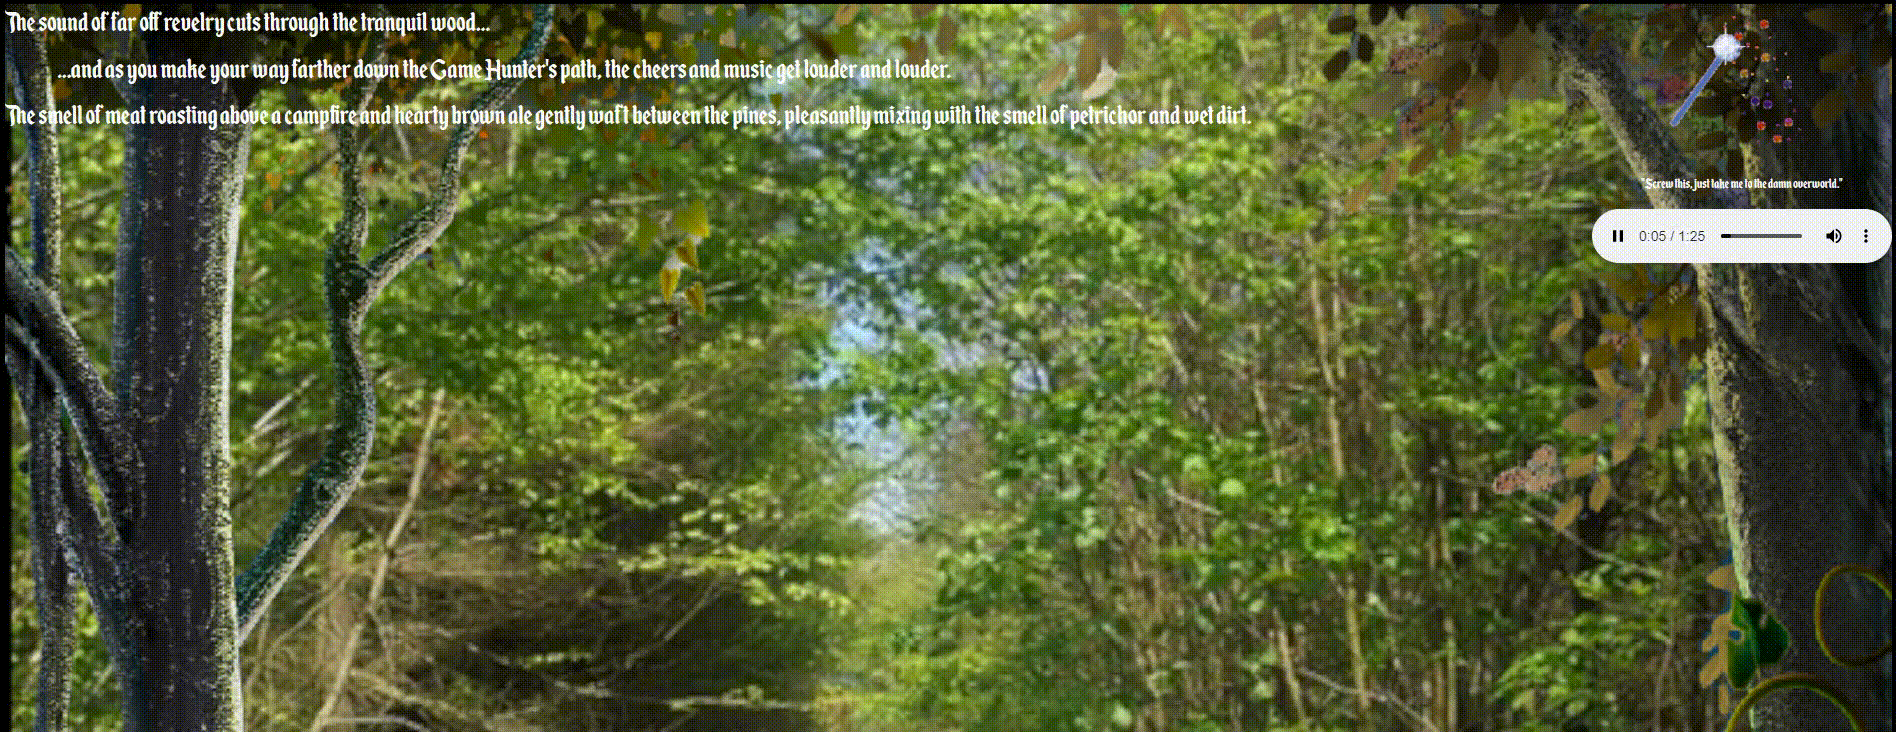 The sound of far off revelry cuts through the tranquil wood...
...and as you make your way farther down the Game Hunter's path, the cheers and music get louder and louder.
The smell of meat roasting above a campfire and hearty brown ale gently waft between the pines, pleasantly mixing with the smell of petrichor and wet dirt.
"Screw this, just take me to the damn overworld."
0:05 / 1:25